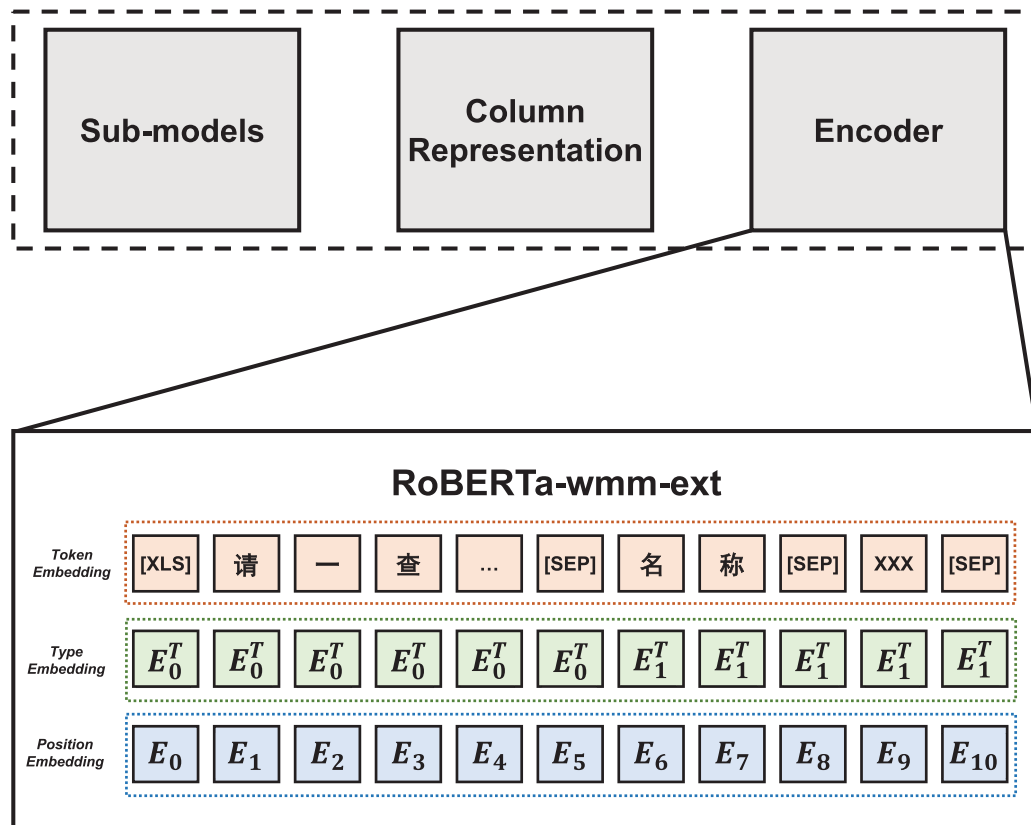 Sub-models
Column
Representation
Encoder
RoBERTa-wmm-ext
Token
Embedding
[XLS] 请 一 查 ... [SEP] 名 称 [SEP] XXX [SEP]
Type
Embedding
E_0^T E_0^T E_0^T E_0^T E_0^T E_0^T E_1^T E_1^T E_1^T E_1^T E_1^T
Position
Embedding
E_0 E_1 E_2 E_3 E_4 E_5 E_6 E_7 E_8 E_9 E_10